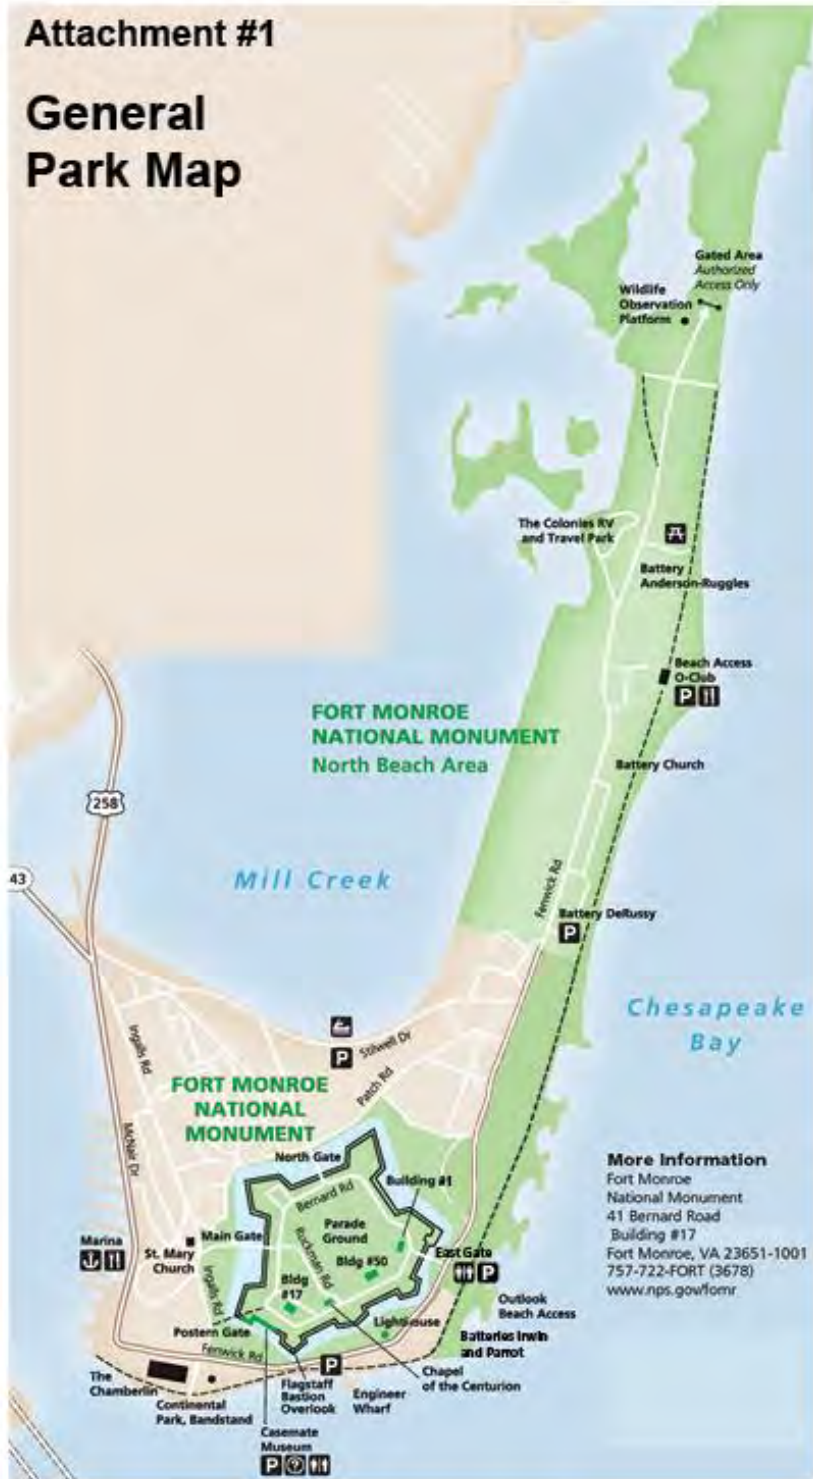 Attachment #1
General
Park Map
Gated Area
Authorized
Access Only
Wildlife
Observation
Platform
The Colonies RV
and Travel Park
Battery
Anderson-Ruggles
Beach Access
O-Club
P
FORT MONROE
NATIONAL MONUMENT
North Beach Area
Battery Church
258
43
Mill Creek
Fenwick Rd
Battery DeRussy
P
Chesapeake
Bay
Ingalls Rd
P
Stilwell Dr
Patch Rd
FORT MONROE
NATIONAL
MONUMENT
McNair Dr
North Gate
Building #1
Bernard Rd
Parade
Ground
Ruckman Rd
Main Gate
Marina
St. Mary
Church
Bldg #50
East Gate
P
Bldg
#17
Ingalls Rd
Outlook
Beach Access
Lighthouse
Postern Gate
Batteries Irwin
and Parrot
Fenwick Rd
P
The
Chamberlin
Chapel
of the Centurion
Flagstaff
Bastion
Overlook
Engineer
Wharf
Continental
Park, Bandstand
Casemate
Museum
P ?
More Information
Fort Monroe
National Monument
41 Bernard Road
Building #17
Fort Monroe, VA 23651-1001
757-722-FORT (3678)
www.nps.gov/fomr